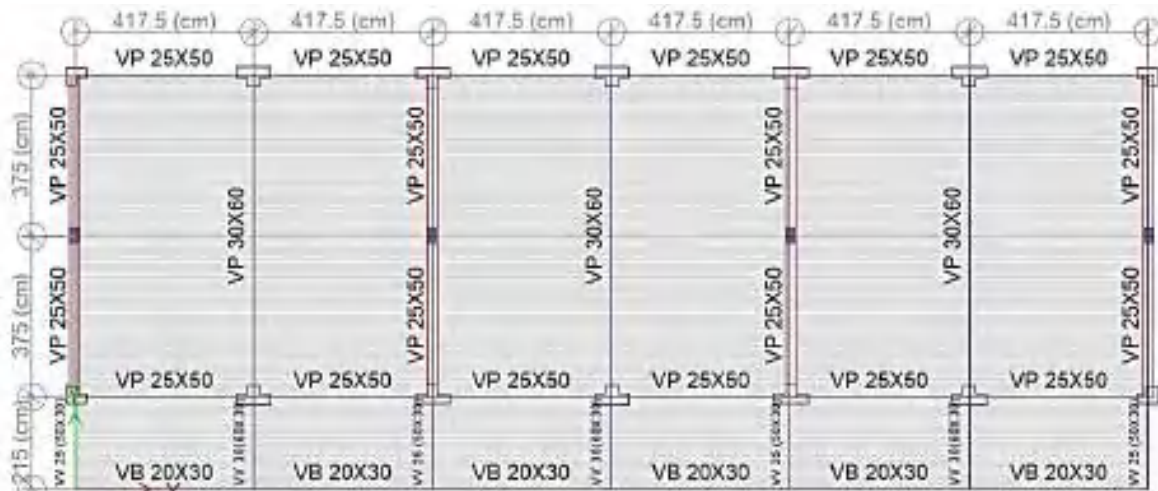 417.5 (cm) 417.5 (cm) 417.5 (cm) 417.5 (cm) 417.5 (cm) 417.5 (cm)
VP 25X50 VP 25X50 VP 25X50 VP 25X50 VP 25X50 VP 25X50
375 (cm) VP 25X50 VP 25X50 VP 25X50 VP 25X50
VP 30X60 VP 30X60 VP 30X60
375 (cm) VP 25X50 VP 25X50 VP 25X50 VP 25X50
VP 25X50 VP 25X50 VP 25X50 VP 25X50 VP 25X50 VP 25X50
215 (cm)
VB 20X30 VB 20X30 VB 20X30 VB 20X30 VB 20X30 VB 20X30